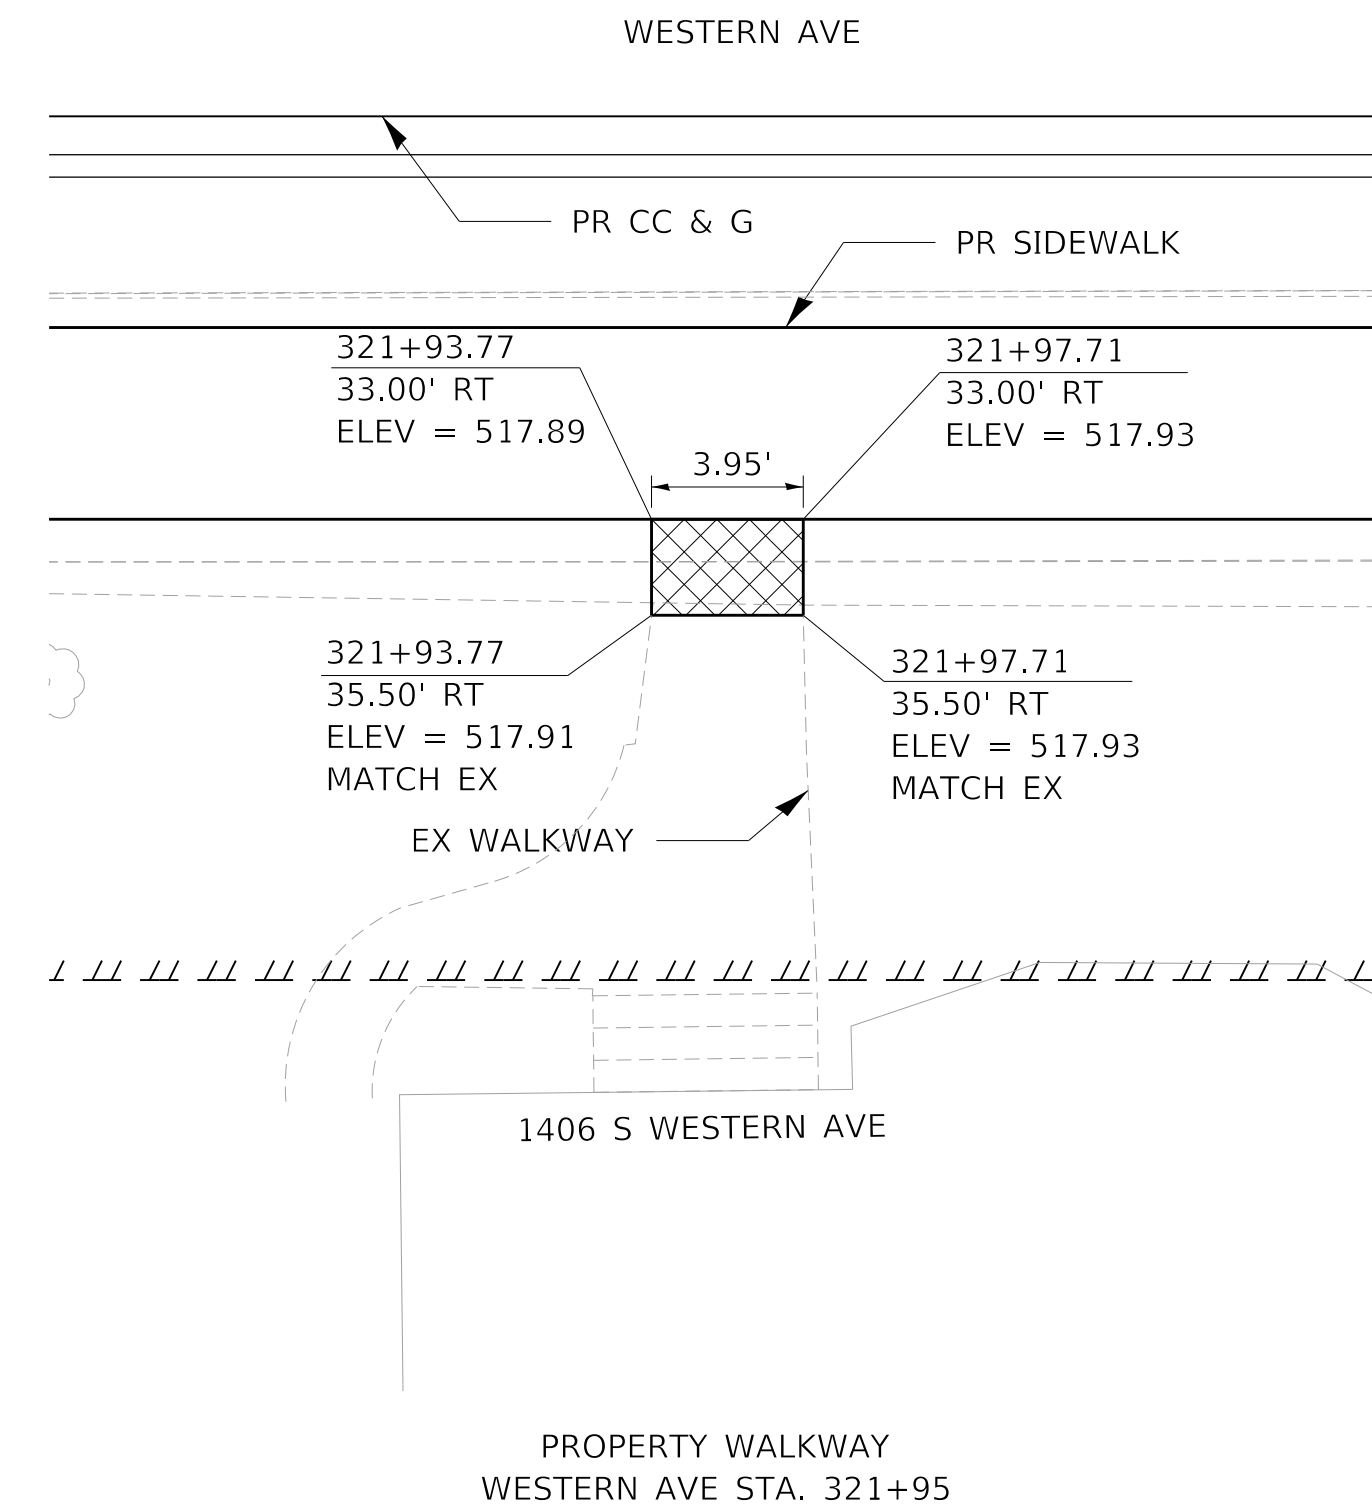 WESTERN AVE
PR CC & G
PR SIDEWALK
321+93.77
33.00' RT
ELEV = 517.89
321+97.71
33.00' RT
ELEV = 517.93
3.95'
321+93.77
35.50' RT
ELEV = 517.91
MATCH EX
321+97.71
35.50' RT
ELEV = 517.93
MATCH EX
EX WALKWAY
1406 S WESTERN AVE
PROPERTY WALKWAY
WESTERN AVE STA. 321+95